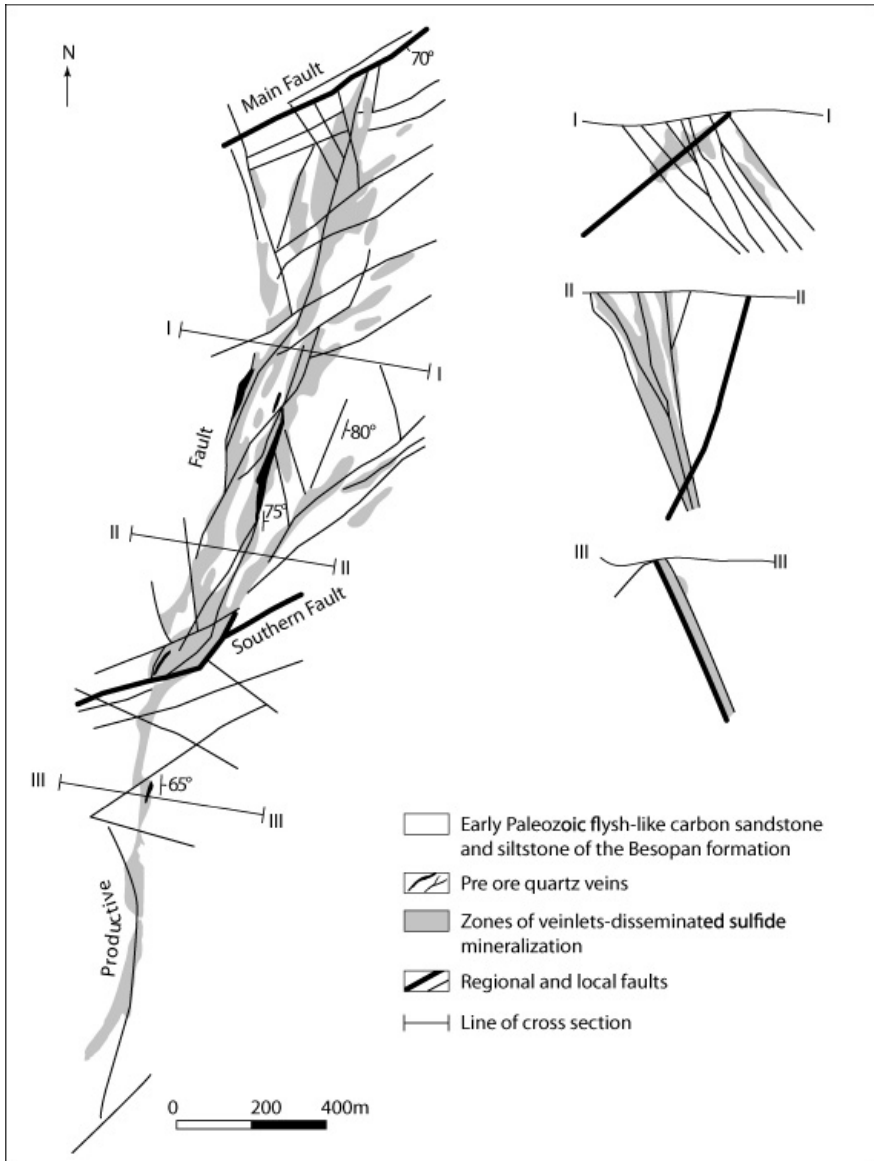 N
Main Fault
70°
I
I
Fault
80°
75°
II
II
Southern Fault
III
65°
III
Productive
I
I
II
II
III
III
Early Paleozoic flysh-like carbon sandstone
and siltstone of the Besopan formation
Pre ore quartz veins
Zones of veinlets-disseminated sulfide
mineralization
Regional and local faults
Line of cross section
0 200 400m